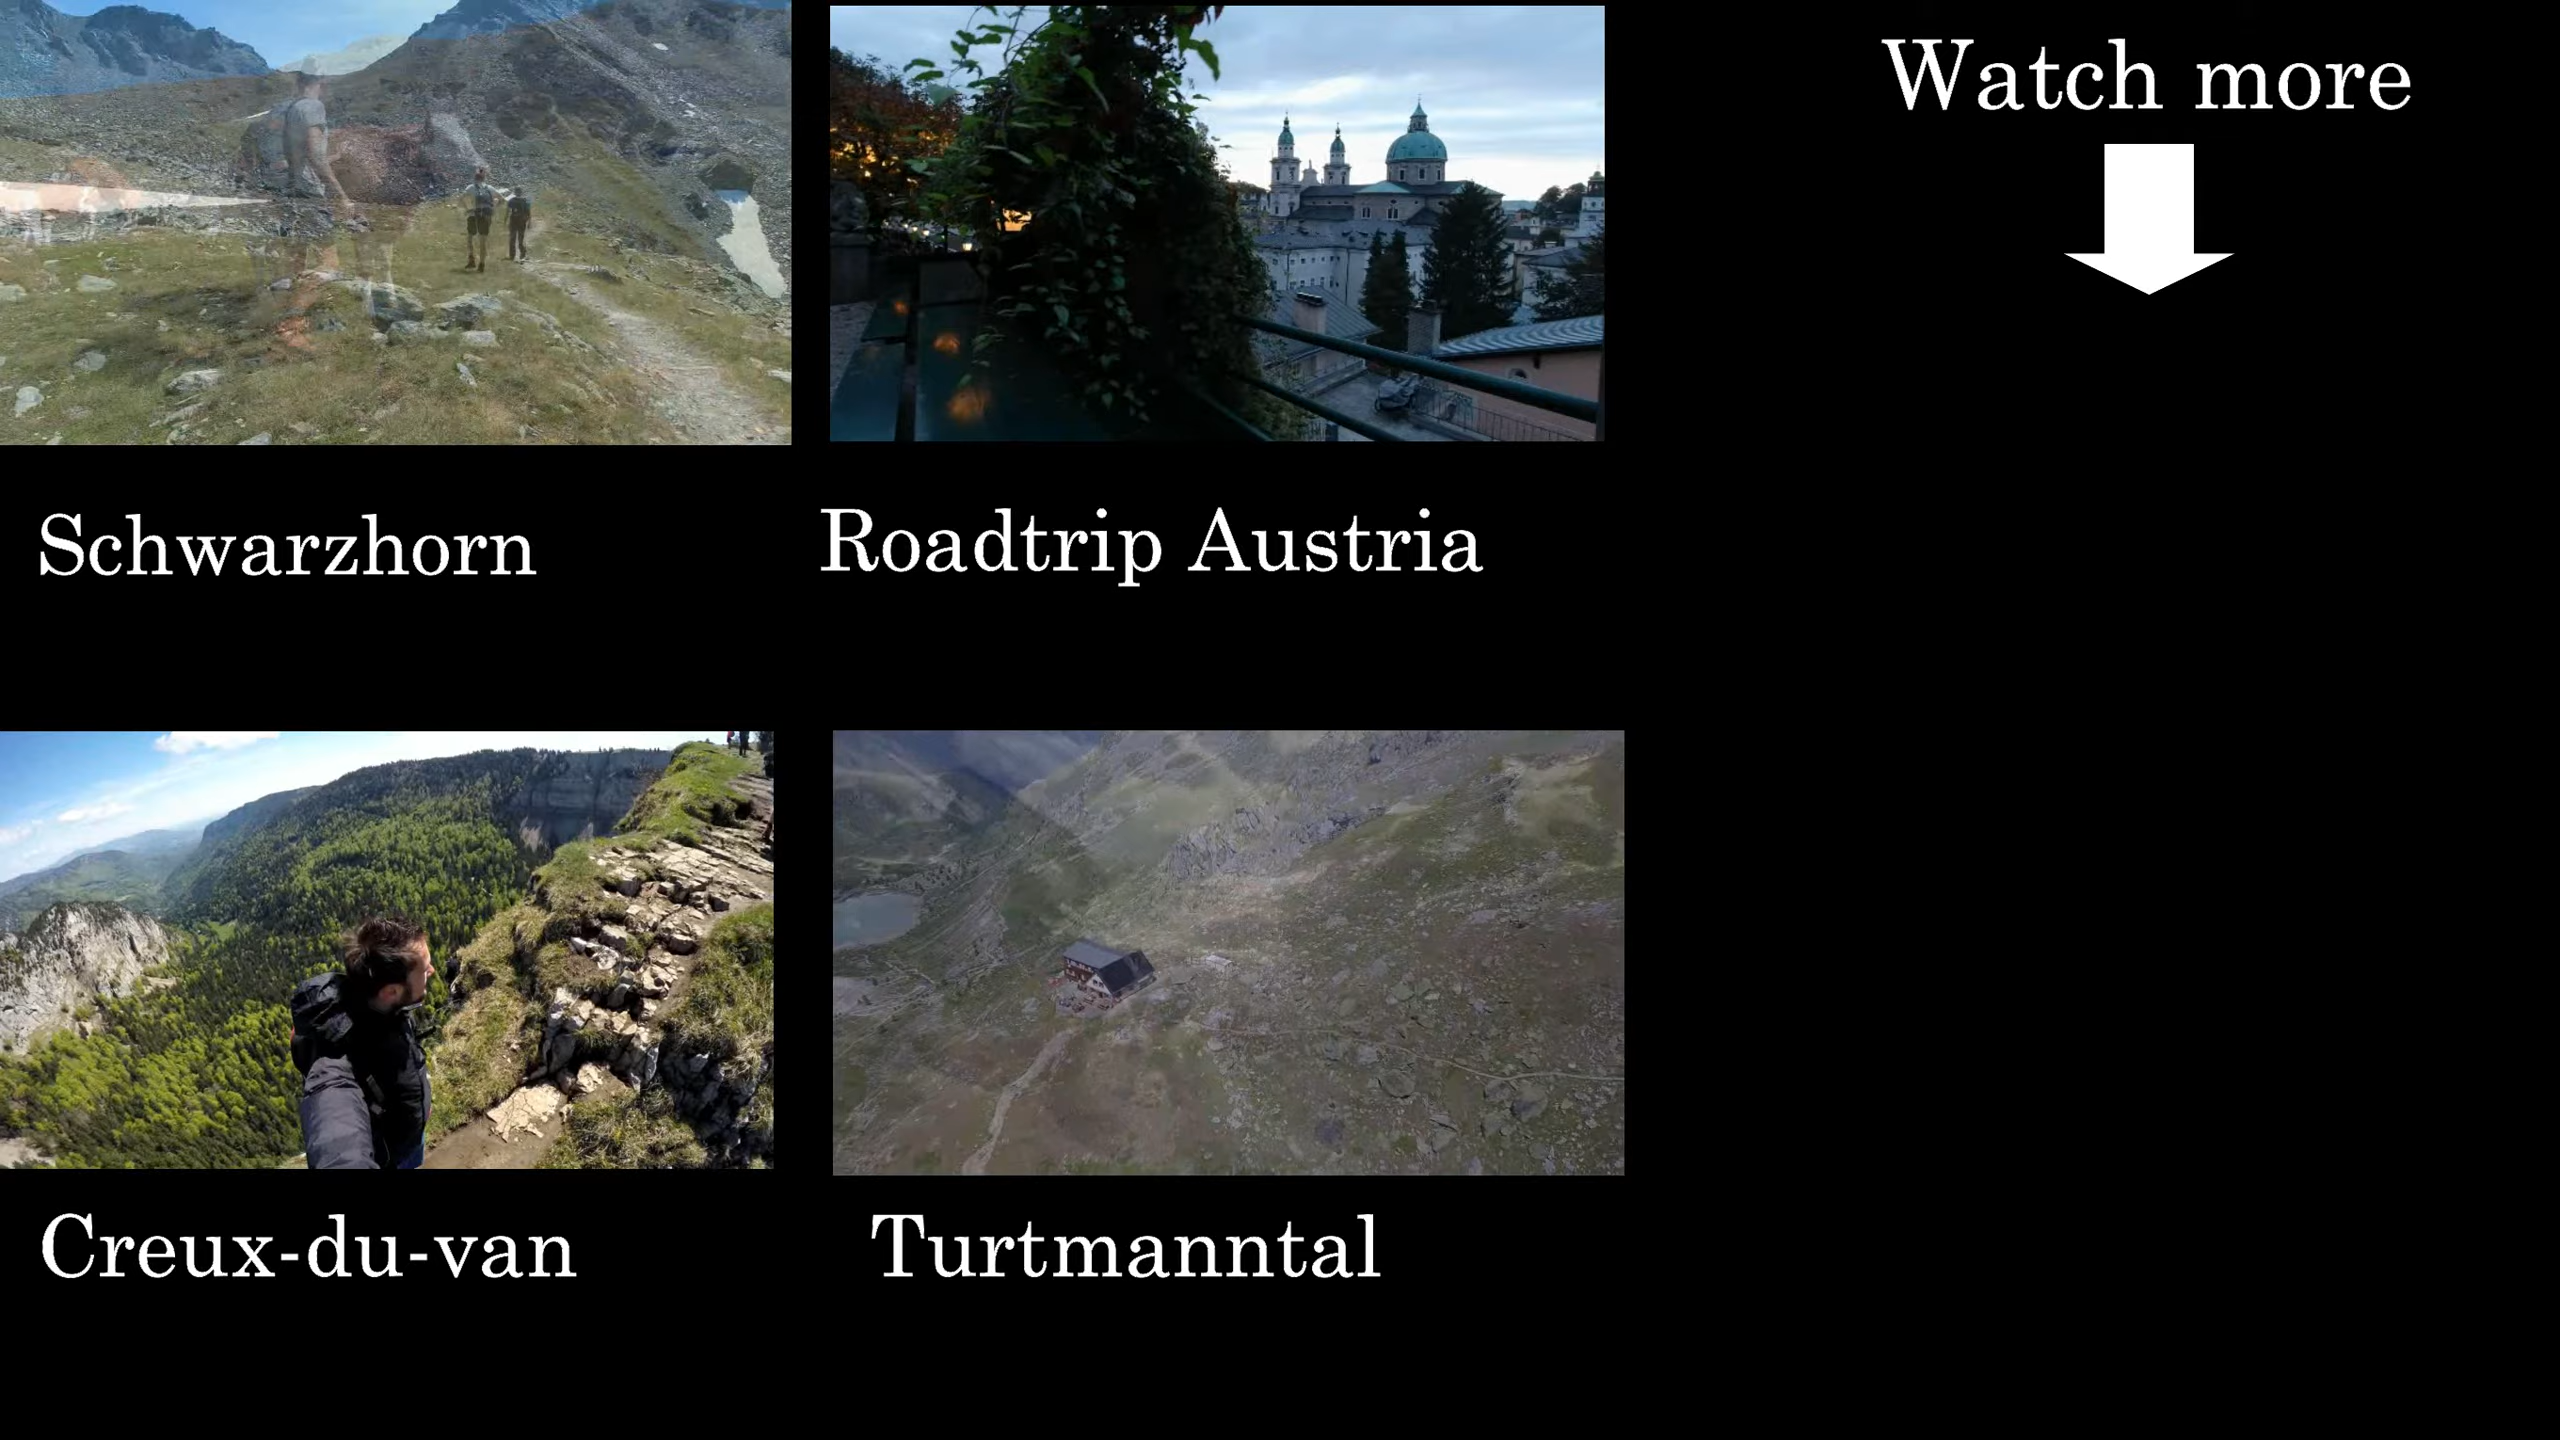 Watch more
Schwarzhorn
Roadtrip Austria
Creux-du-van
Turtmanntal